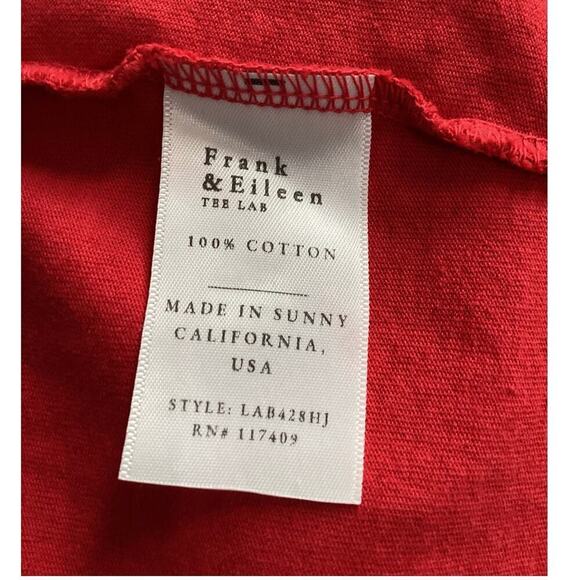 Frank
& Eileen
TEE LAB
100% COTTON
MADE IN SUNNY
CALIFORNIA,
USA
STYLE: LAB428HJ
RN# 117409